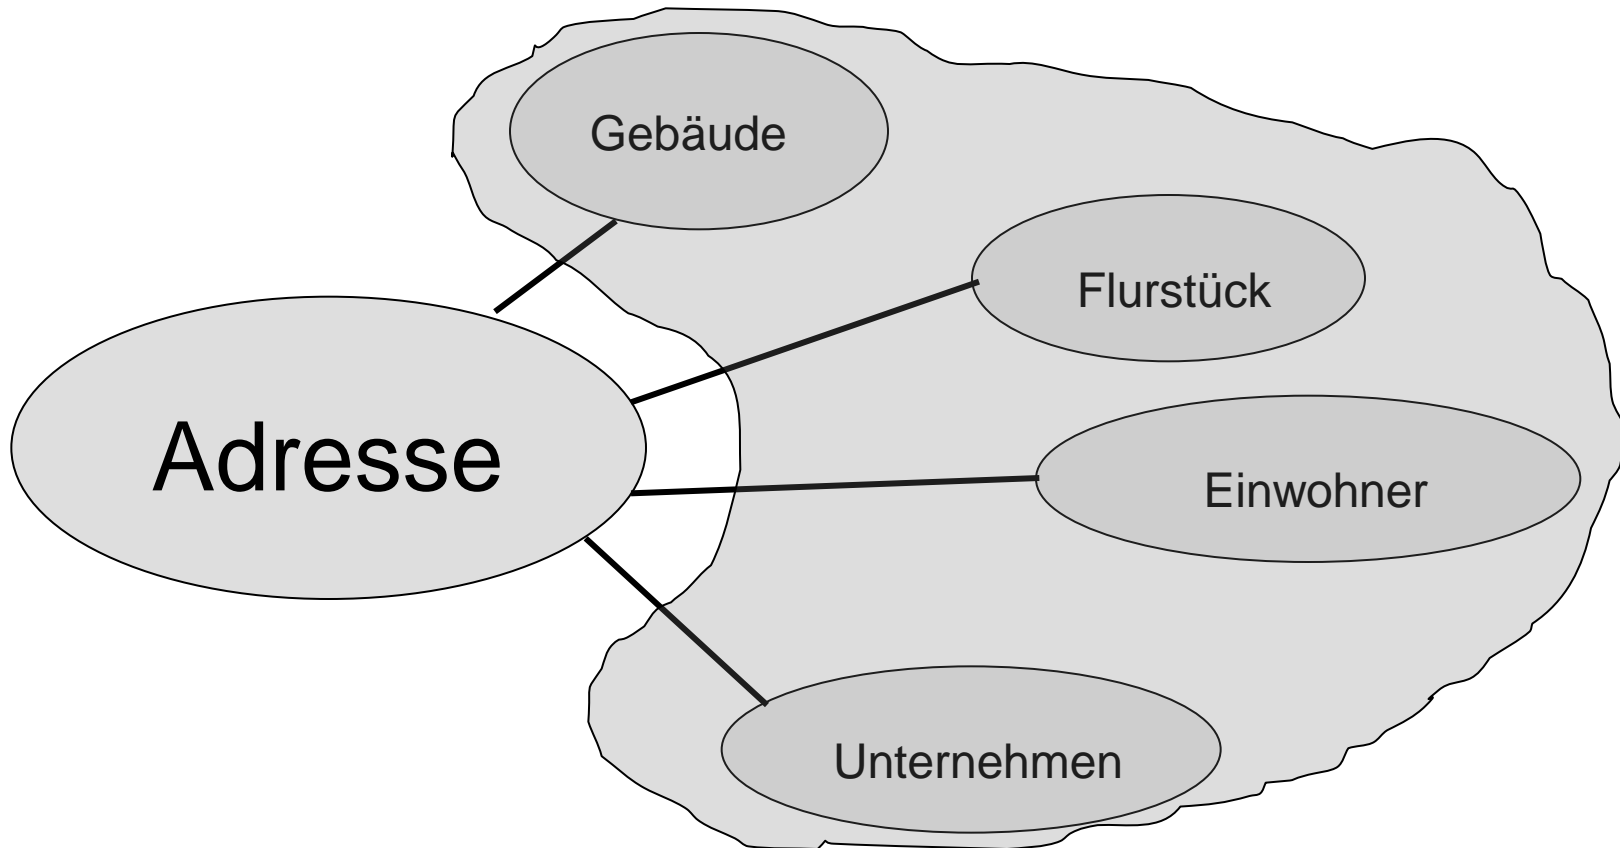 Gebäude
Flurstück
Adresse
Einwohner
Unternehmen